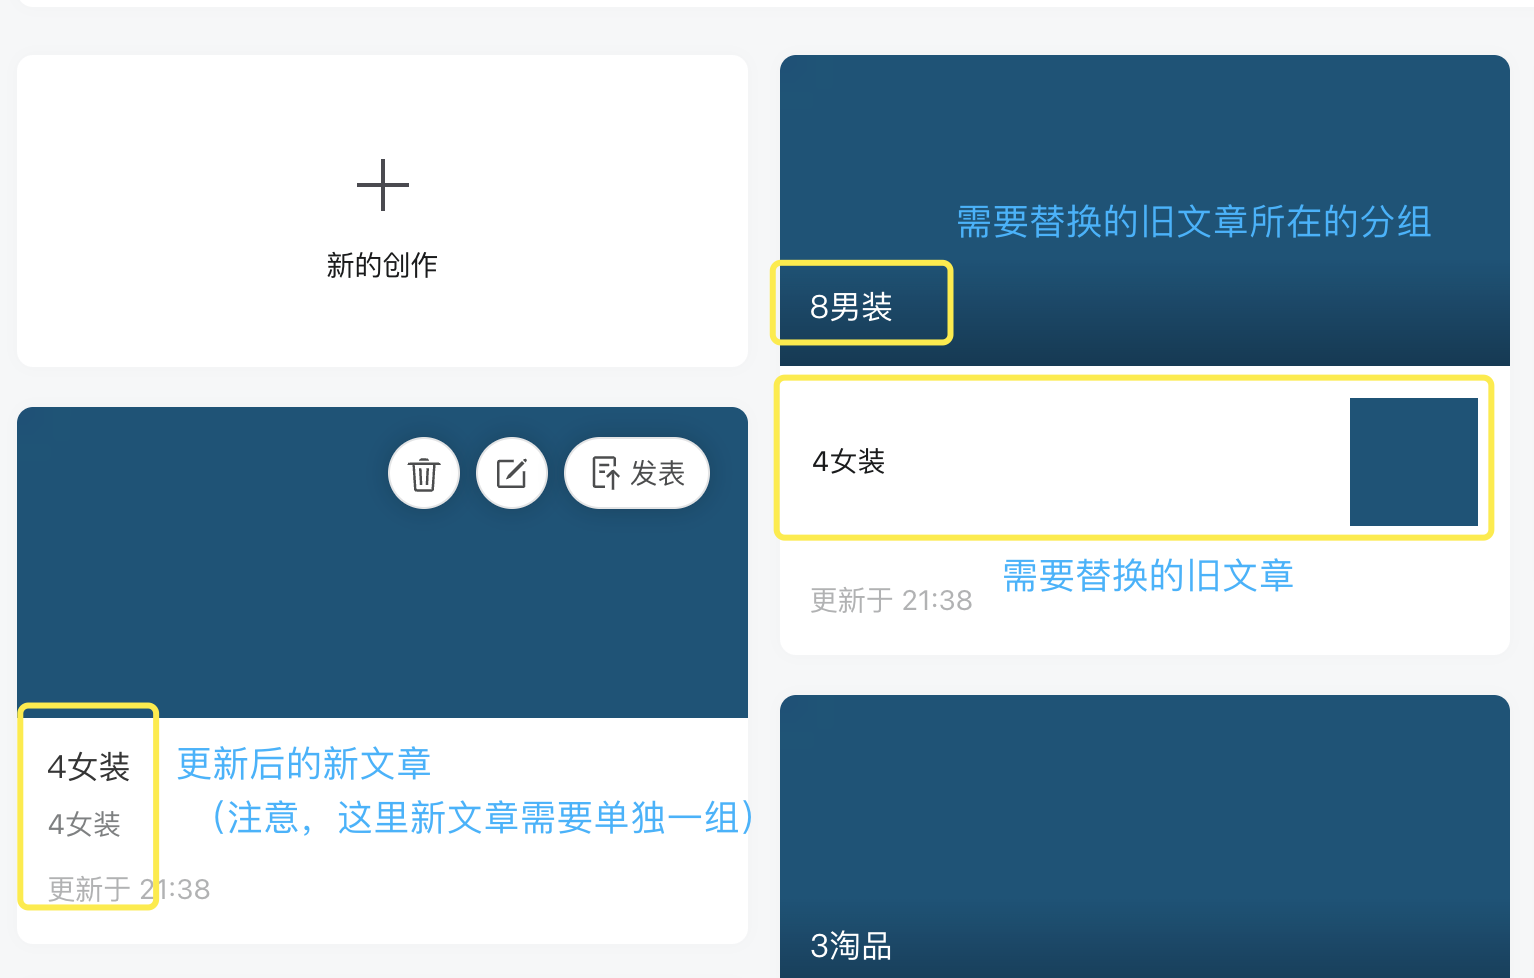 新的创作
发表
4女装
更新后的新文章
4女装
（注意，这里新文章需要单独一组）
更新于 21:38
需要替换的旧文章所在的分组
8男装
4女装
需要替换的旧文章
更新于 21:38
3淘品